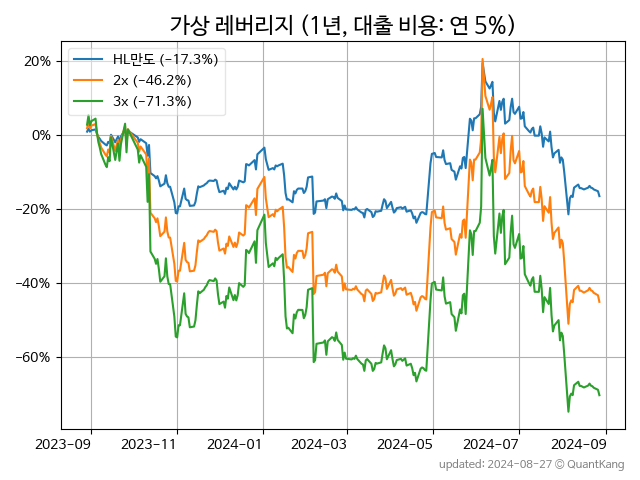 가상 레버리지 (1년, 대출 비용: 연 5%)
HL만도 (−17.3%)
2x (−46.2%)
3x (−71.3%)
20%
0%
−20%
−40%
−60%
2023-09 2023-11 2024-01 2024-03 2024-05 2024-07 2024-09
updated: 2024-08-27 © QuantKang